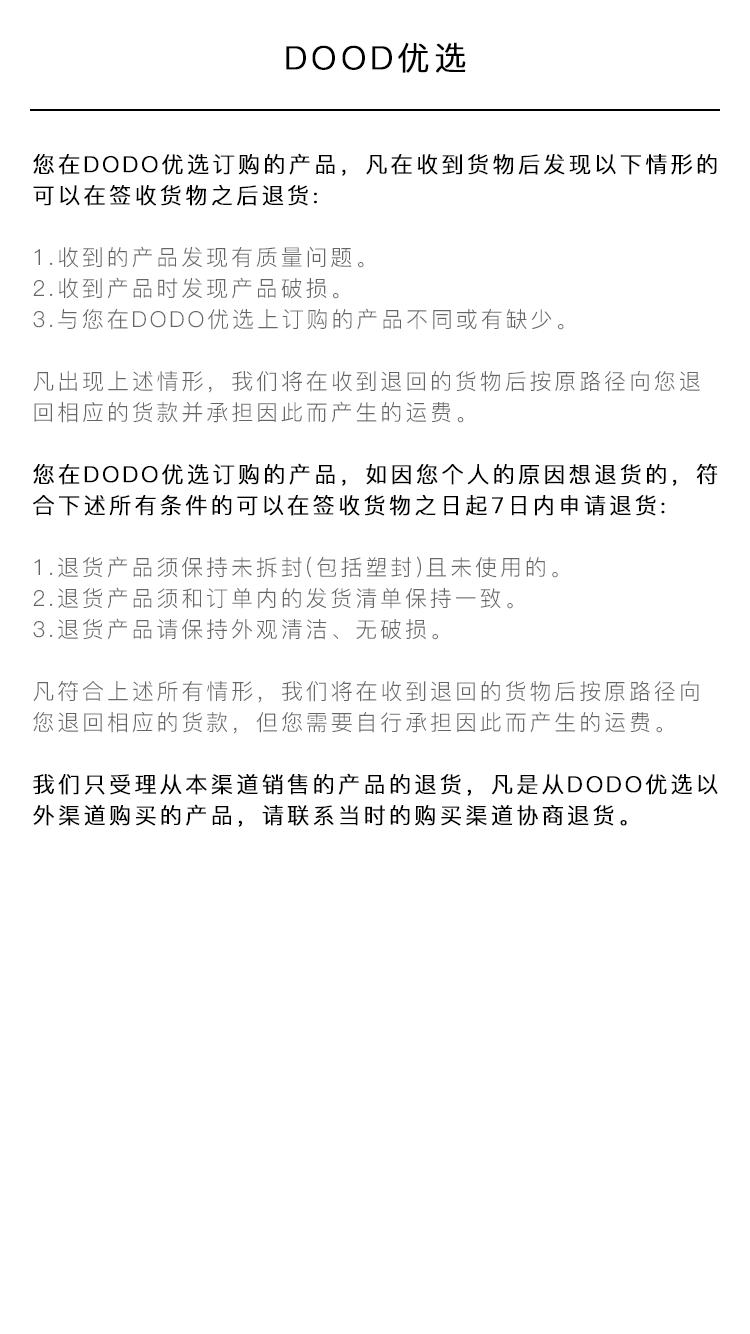 DOOD优选
您在DODO优选订购的产品，凡在收到货物后发现以下情形的
可以在签收货物之后退货:
1.收到的产品发现有质量问题。
2.收到产品时发现产品破损。
3.与您在DODO优选上订购的产品不同或有缺少。
凡出现上述情形，我们将在收到退回的货物后按原路径向您退
回相应的货款并承担因此而产生的运费。
您在DODO优选订购的产品，如因您个人的原因想退货的，符
合下述所有条件的可以在签收货物之日起7日内申请退货:
1.退货产品须保持未拆封(包括塑封)且未使用的。
2.退货产品须和订单内的发货清单保持一致。
3.退货产品请保持外观清洁、无破损。
凡符合上述所有情形，我们将在收到退回的货物后按原路径向
您退回相应的货款，但您需要自行承担因此而产生的运费。
我们只受理从本渠道销售的产品的退货，凡是从DODO优选以
外渠道购买的产品，请联系当时的购买渠道协商退货。